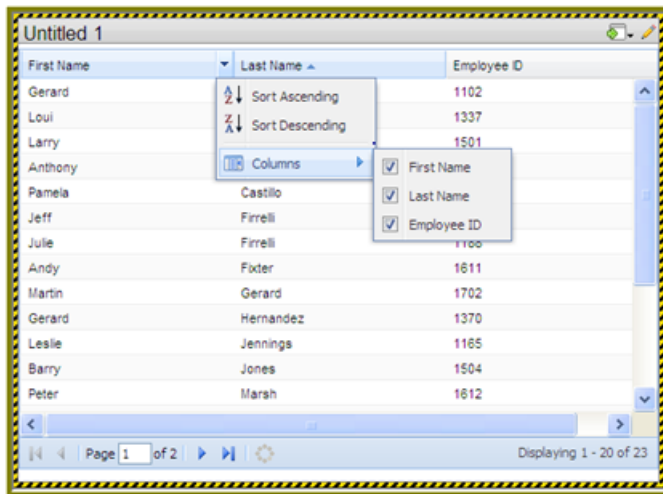 Untitled 1
First Name Last Name Employee ID
Gerard 1102
Loui 1337
Larry 1501
Anthony
Pamela Castillo
Jeff Firrelli
Julie Firrelli 1188
Andy Fixter 1611
Martin Gerard 1702
Gerard Hernandez 1370
Leslie Jennings 1165
Barry Jones 1504
Peter Marsh 1612
A Z Sort Ascending
Z A Sort Descending
Columns
First Name
Last Name
Employee ID
Page 1 of 2 Displaying 1 - 20 of 23